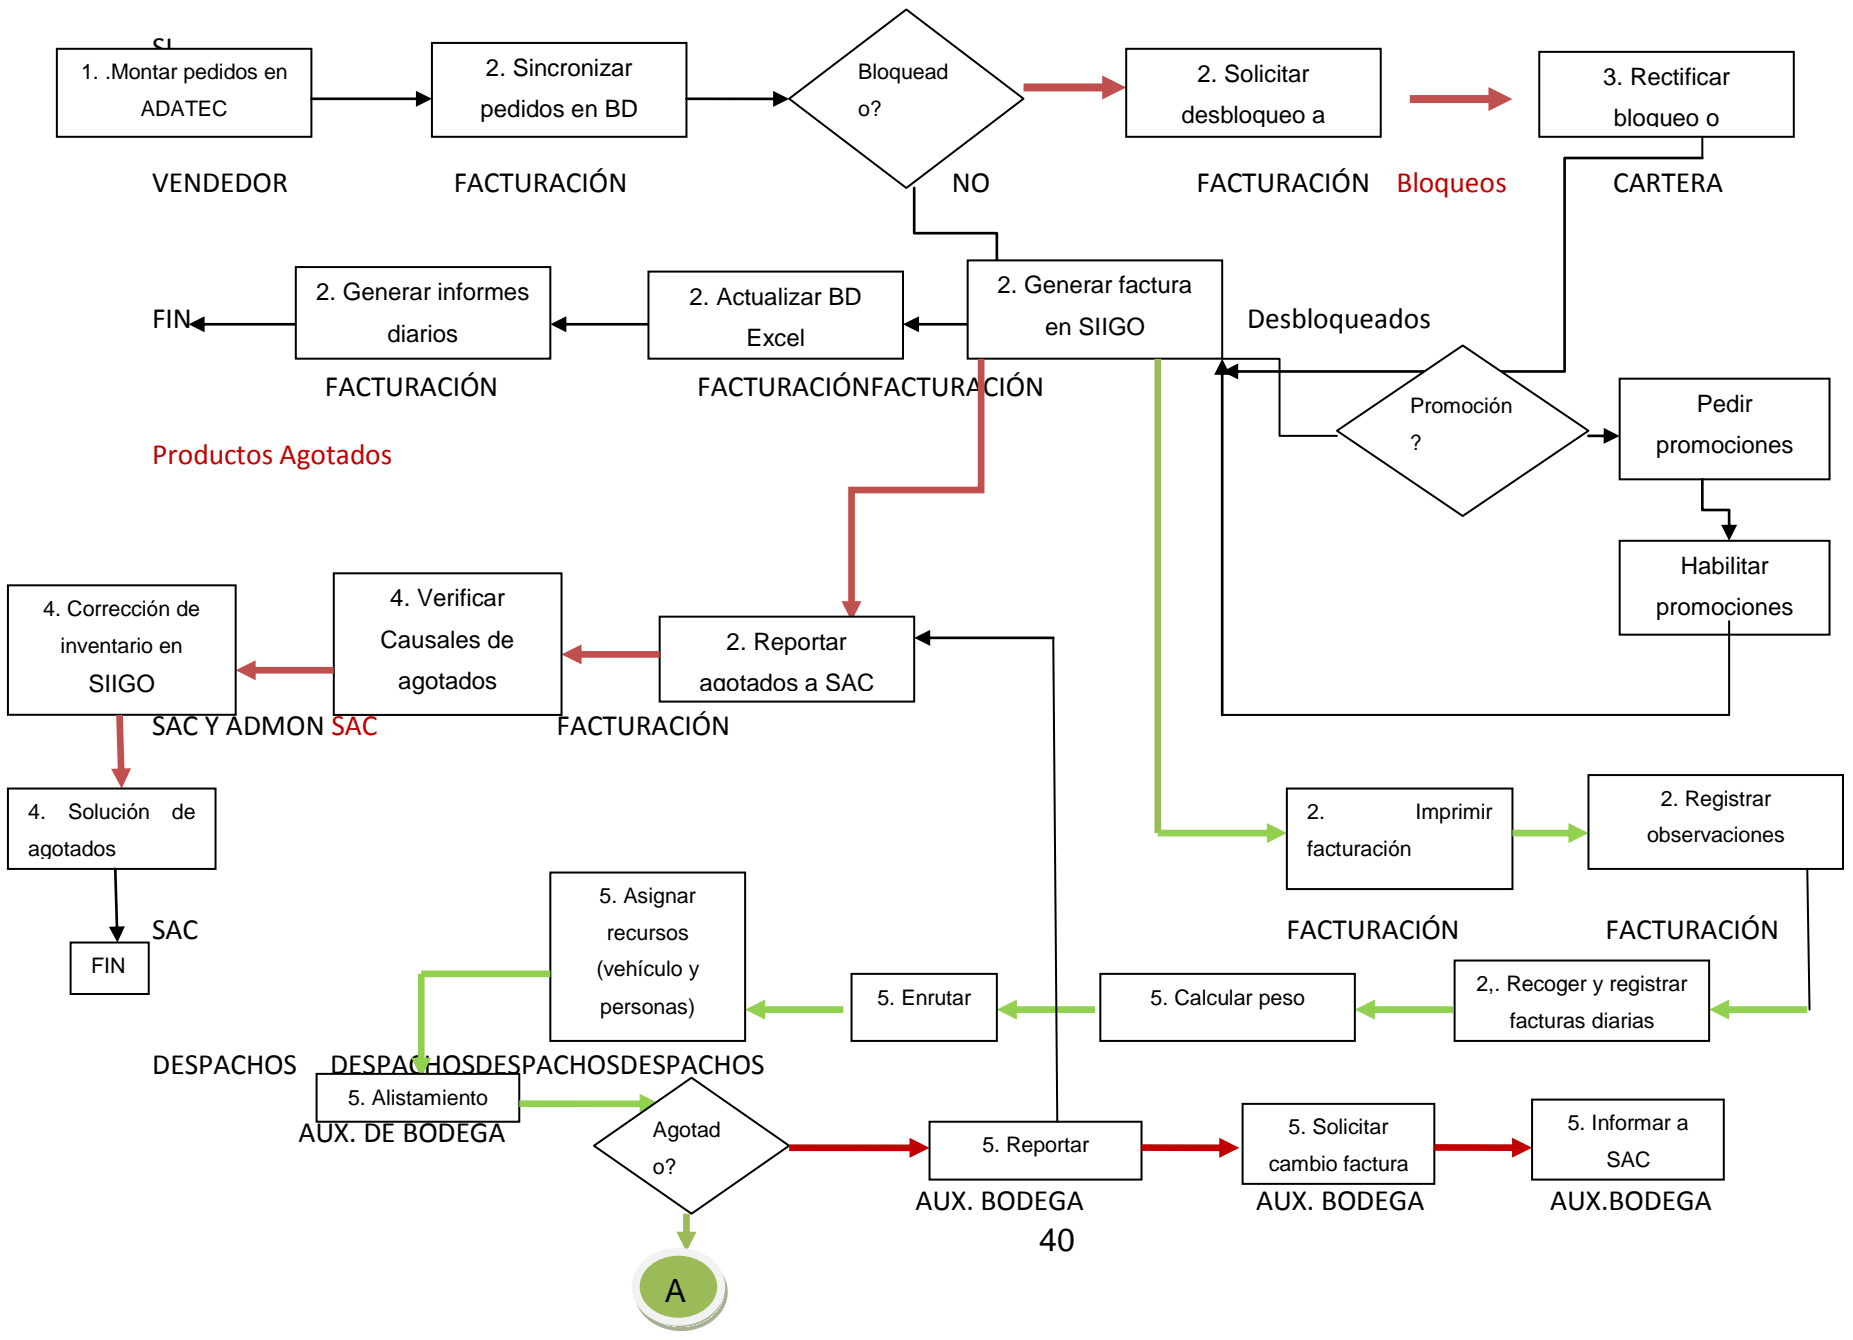 SI
1. .Montar pedidos en
ADATEC
2. Sincronizar
pedidos en BD
Bloquead
o?
2. Solicitar
desbloqueo a
3. Rectificar
bloqueo o
VENDEDOR
FACTURACIÓN
NO
FACTURACIÓN
Bloqueos
CARTERA
FIN
2. Generar informes
diarios
2. Actualizar BD
Excel
2. Generar factura
en SIIGO
Desbloqueados
FACTURACIÓN
FACTURACIÓNFACTURACIÓN
Promoción
?
Pedir
promociones
Productos Agotados
Habilitar
promociones
4. Corrección de
inventario en
SIIGO
4. Verificar
Causales de
agotados
2. Reportar
agotados a SAC
SAC Y ADMON SAC
FACTURACIÓN
4. Solución de
agotados
2. Imprimir
facturación
2. Registrar
observaciones
SAC
FIN
FACTURACIÓN
FACTURACIÓN
5. Asignar
recursos
(vehículo y
personas)
5. Enrutar
5. Calcular peso
2,. Recoger y registrar
facturas diarias
DESPACHOS
DESPACHOSDESPACHOSDESPACHOS
5. Alistamiento
AUX. DE BODEGA
Agotad
o?
5. Reportar
5. Solicitar
cambio factura
5. Informar a
SAC
AUX. BODEGA
AUX. BODEGA
AUX.BODEGA
40
A